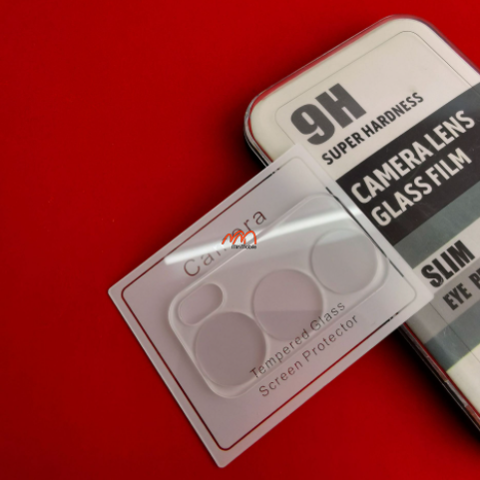 9H
SUPER HARDNESS
CAMERA LENS
GLASS FILM
SLIM
EYE
Camera
Tempered Glass
Screen Protector